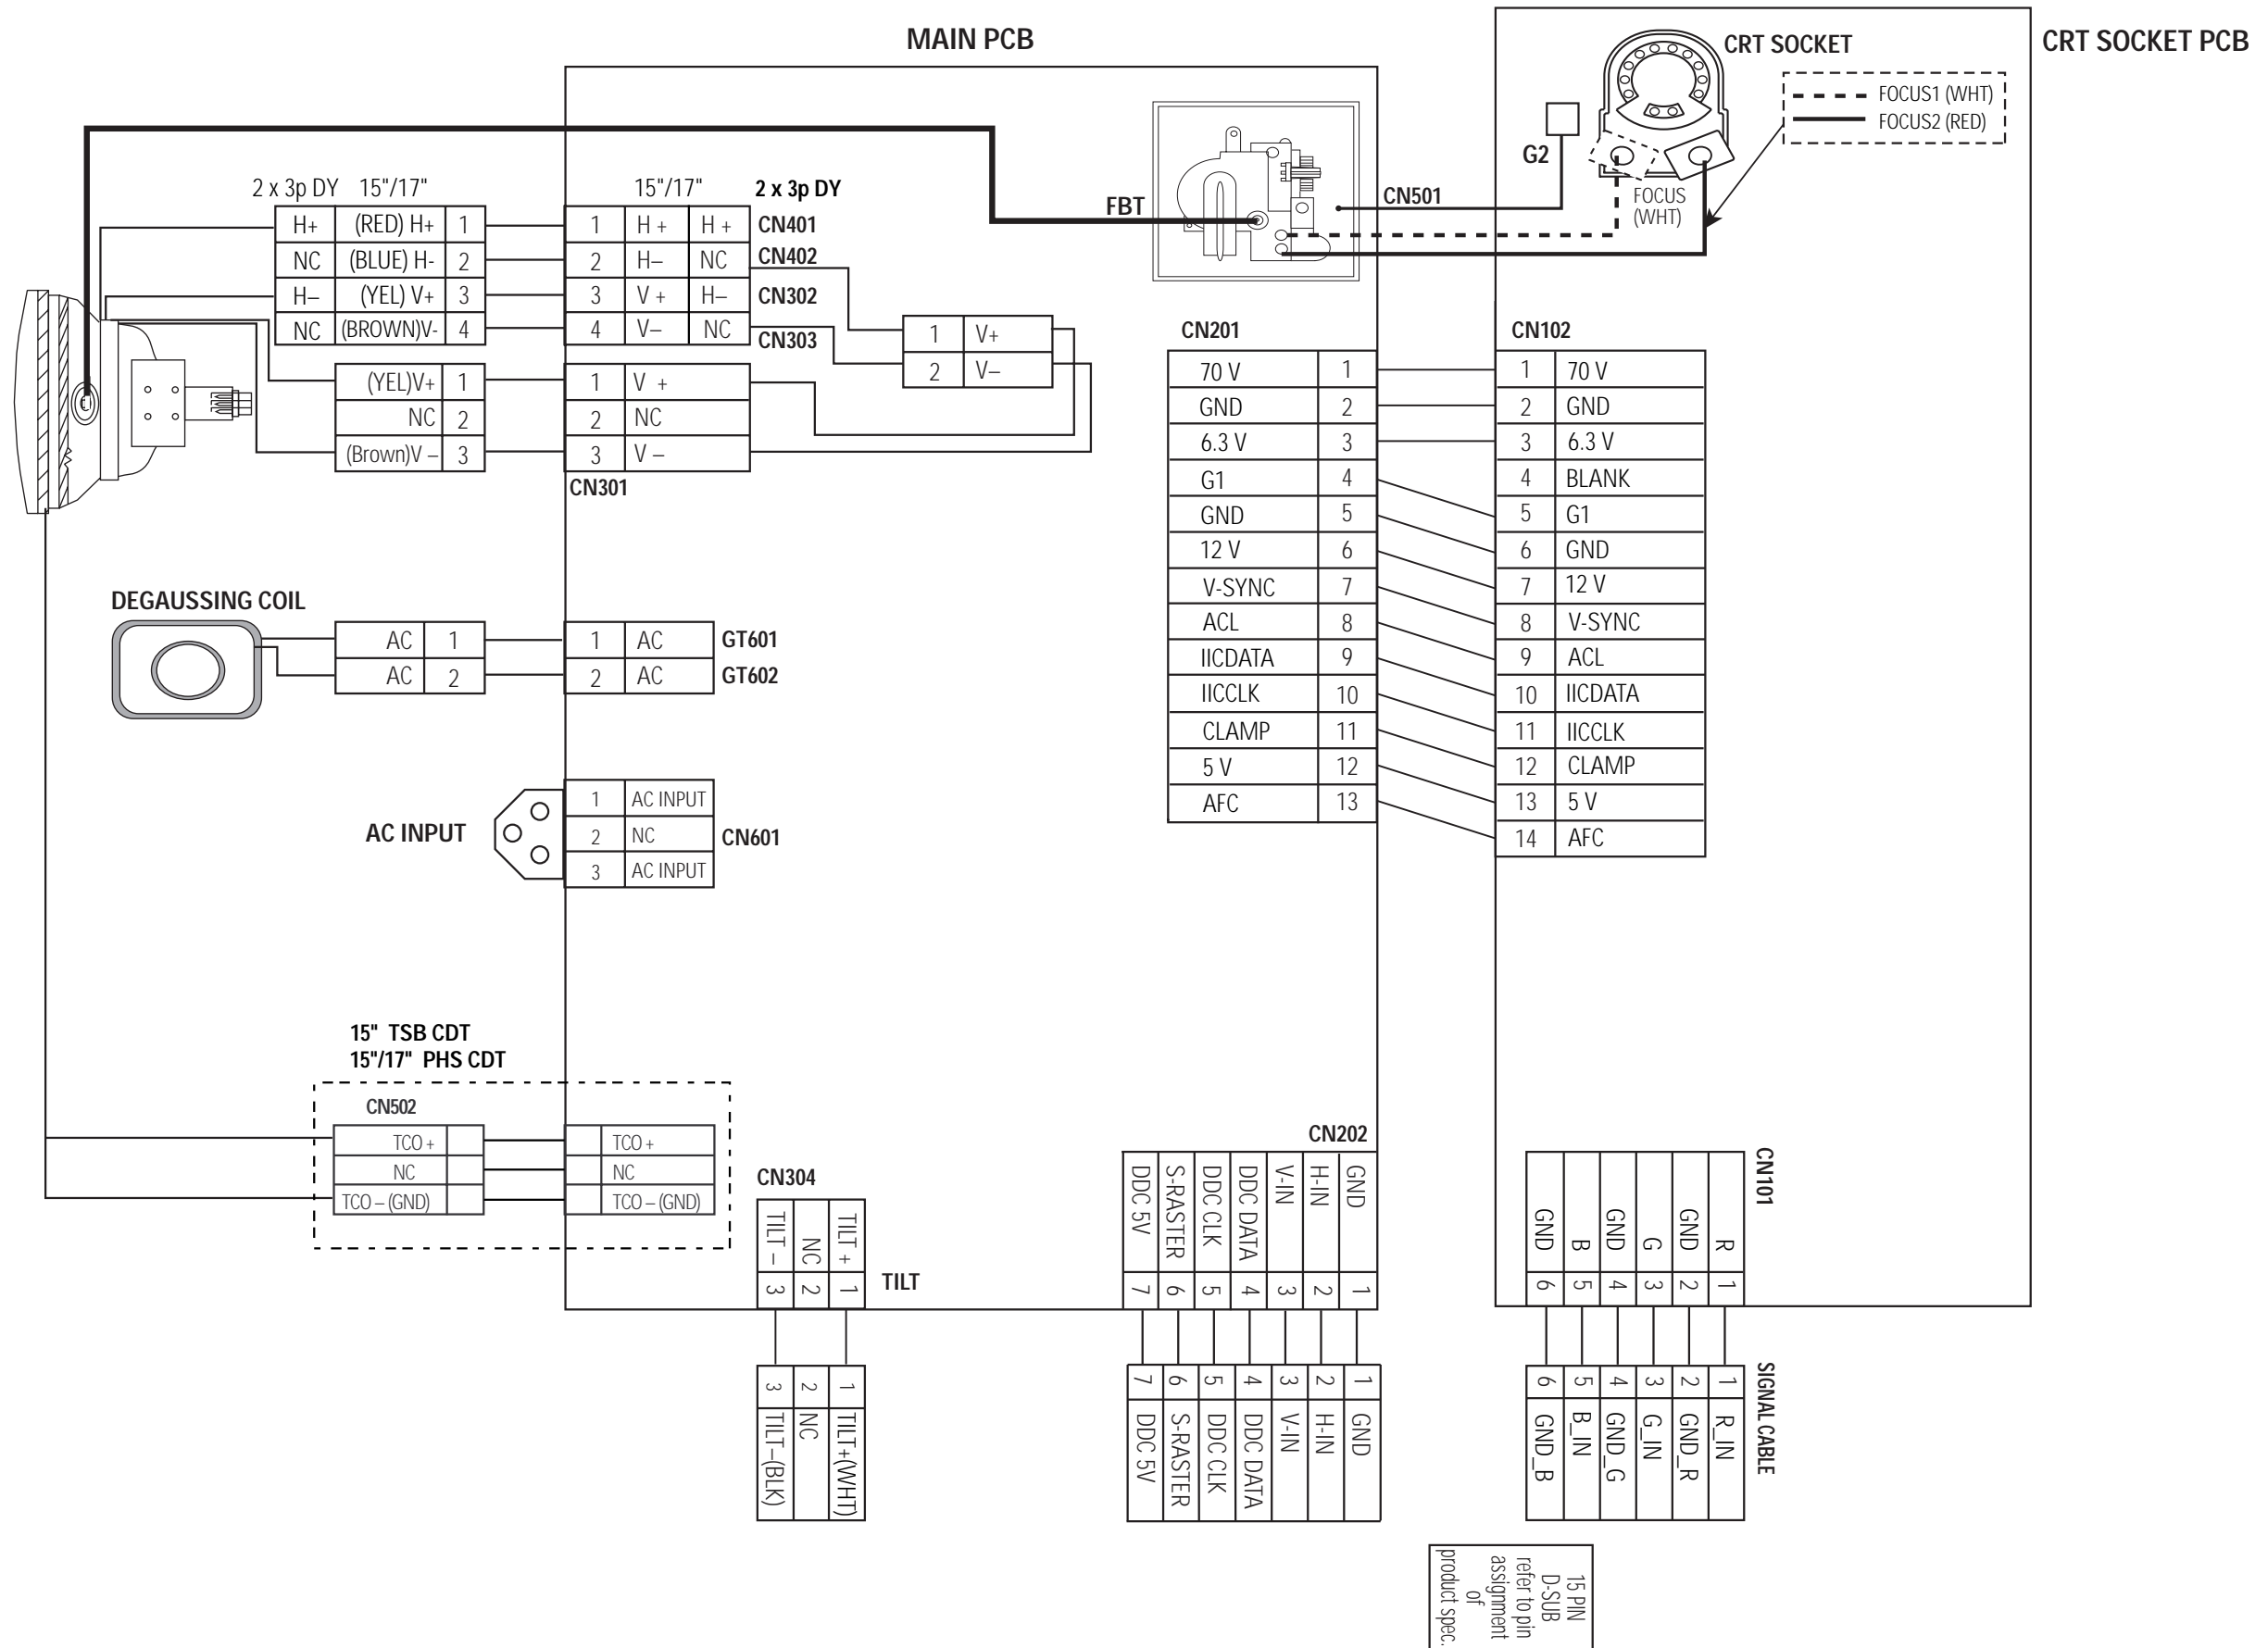 MAIN PCB
CRT SOCKET PCB
CRT SOCKET
FOCUS1 (WHT)
FOCUS2 (RED)
G2
FOCUS
(WHT)
CN501
FBT
2 x 3p DY 15"/17"
H+ (RED) H+ 1
NC (BLUE) H- 2
H– (YEL) V+ 3
NC (BROWN)V- 4
(YEL)V+ 1
NC 2
(Brown)V – 3
15"/17" 2 x 3p DY
1 H + H + CN401
2 H– NC CN402
3 V + H– CN302
4 V– NC CN303
1 V +
2 NC
3 V –
CN301
1 V+
2 V–
CN201
70 V 1
GND 2
6.3 V 3
G1 4
GND 5
12 V 6
V-SYNC 7
ACL 8
IICDATA 9
IICCLK 10
CLAMP 11
5 V 12
AFC 13
CN102
1 70 V
2 GND
3 6.3 V
4 BLANK
5 G1
6 GND
7 12 V
8 V-SYNC
9 ACL
10 IICDATA
11 IICCLK
12 CLAMP
13 5 V
14 AFC
DEGAUSSING COIL
AC 1
AC 2
1 AC GT601
2 AC GT602
AC INPUT
1 AC INPUT
2 NC CN601
3 AC INPUT
15" TSB CDT
15"/17" PHS CDT
CN502
TCO +
NC
TCO – (GND)
TCO +
NC
TCO – (GND)
CN304
TILT – 3
NC 2
TILT + 1
TILT
3 TILT–(BLK)
2 NC
1 TILT+(WHT)
CN202
DDC 5V 7
S-RASTER 6
DDC CLK 5
DDC DATA 4
V-IN 3
H-IN 2
GND 1
7 DDC 5V
6 S-RASTER
5 DDC CLK
4 DDC DATA
3 V-IN
2 H-IN
1 GND
CN101
GND 6
B 5
GND 4
G 3
GND 2
R 1
SIGNAL CABLE
6 GND_B
5 B_IN
4 GND_G
3 G_IN
2 GND_R
1 R_IN
15 PIN
D-SUB
refer to pin
assignment
of
product spec.